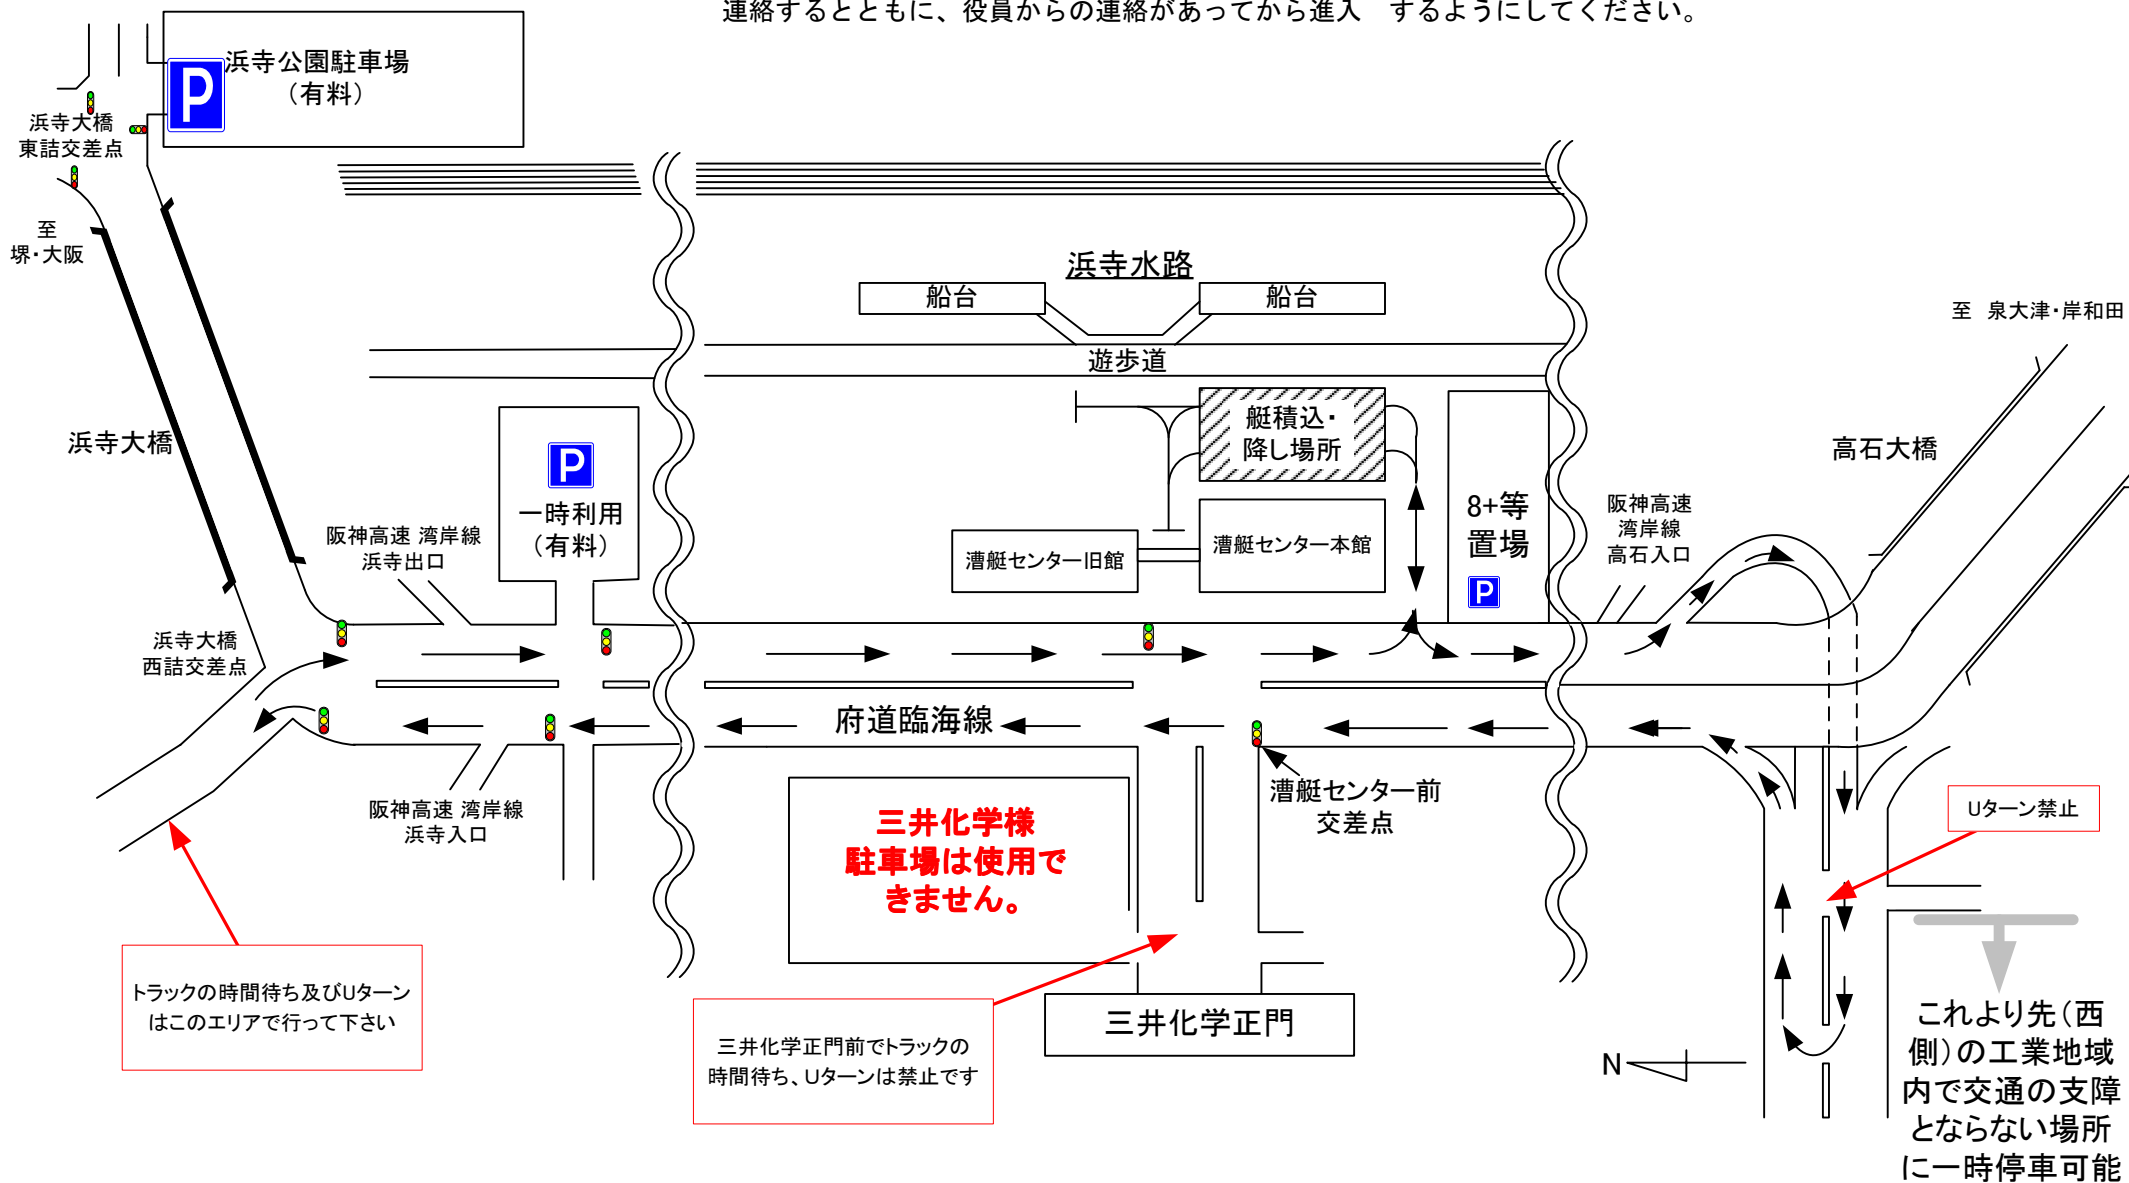 連絡するとともに、役員からの連絡があってから進入　するようにしてください。
P
浜寺公園駐車場
（有料）
浜寺大橋
東詰交差点
至
堺・大阪
浜寺水路
船台
船台
至　泉大津・岸和田
遊歩道
艇積込・
降し場所
浜寺大橋
高石大橋
P
一時利用
（有料）
8+等
置場
P
阪神高速
湾岸線
高石入口
阪神高速 湾岸線
浜寺出口
漕艇センター旧館
漕艇センター本館
浜寺大橋
西詰交差点
府道臨海線
阪神高速 湾岸線
浜寺入口
三井化学様
駐車場は使用で
きません。
漕艇センター前
交差点
Uターン禁止
トラックの時間待ち及びUターン
はこのエリアで行って下さい
三井化学正門前でトラックの
時間待ち、Uターンは禁止です
三井化学正門
N
これより先（西
側）の工業地域
内で交通の支障
とならない場所
に一時停車可能